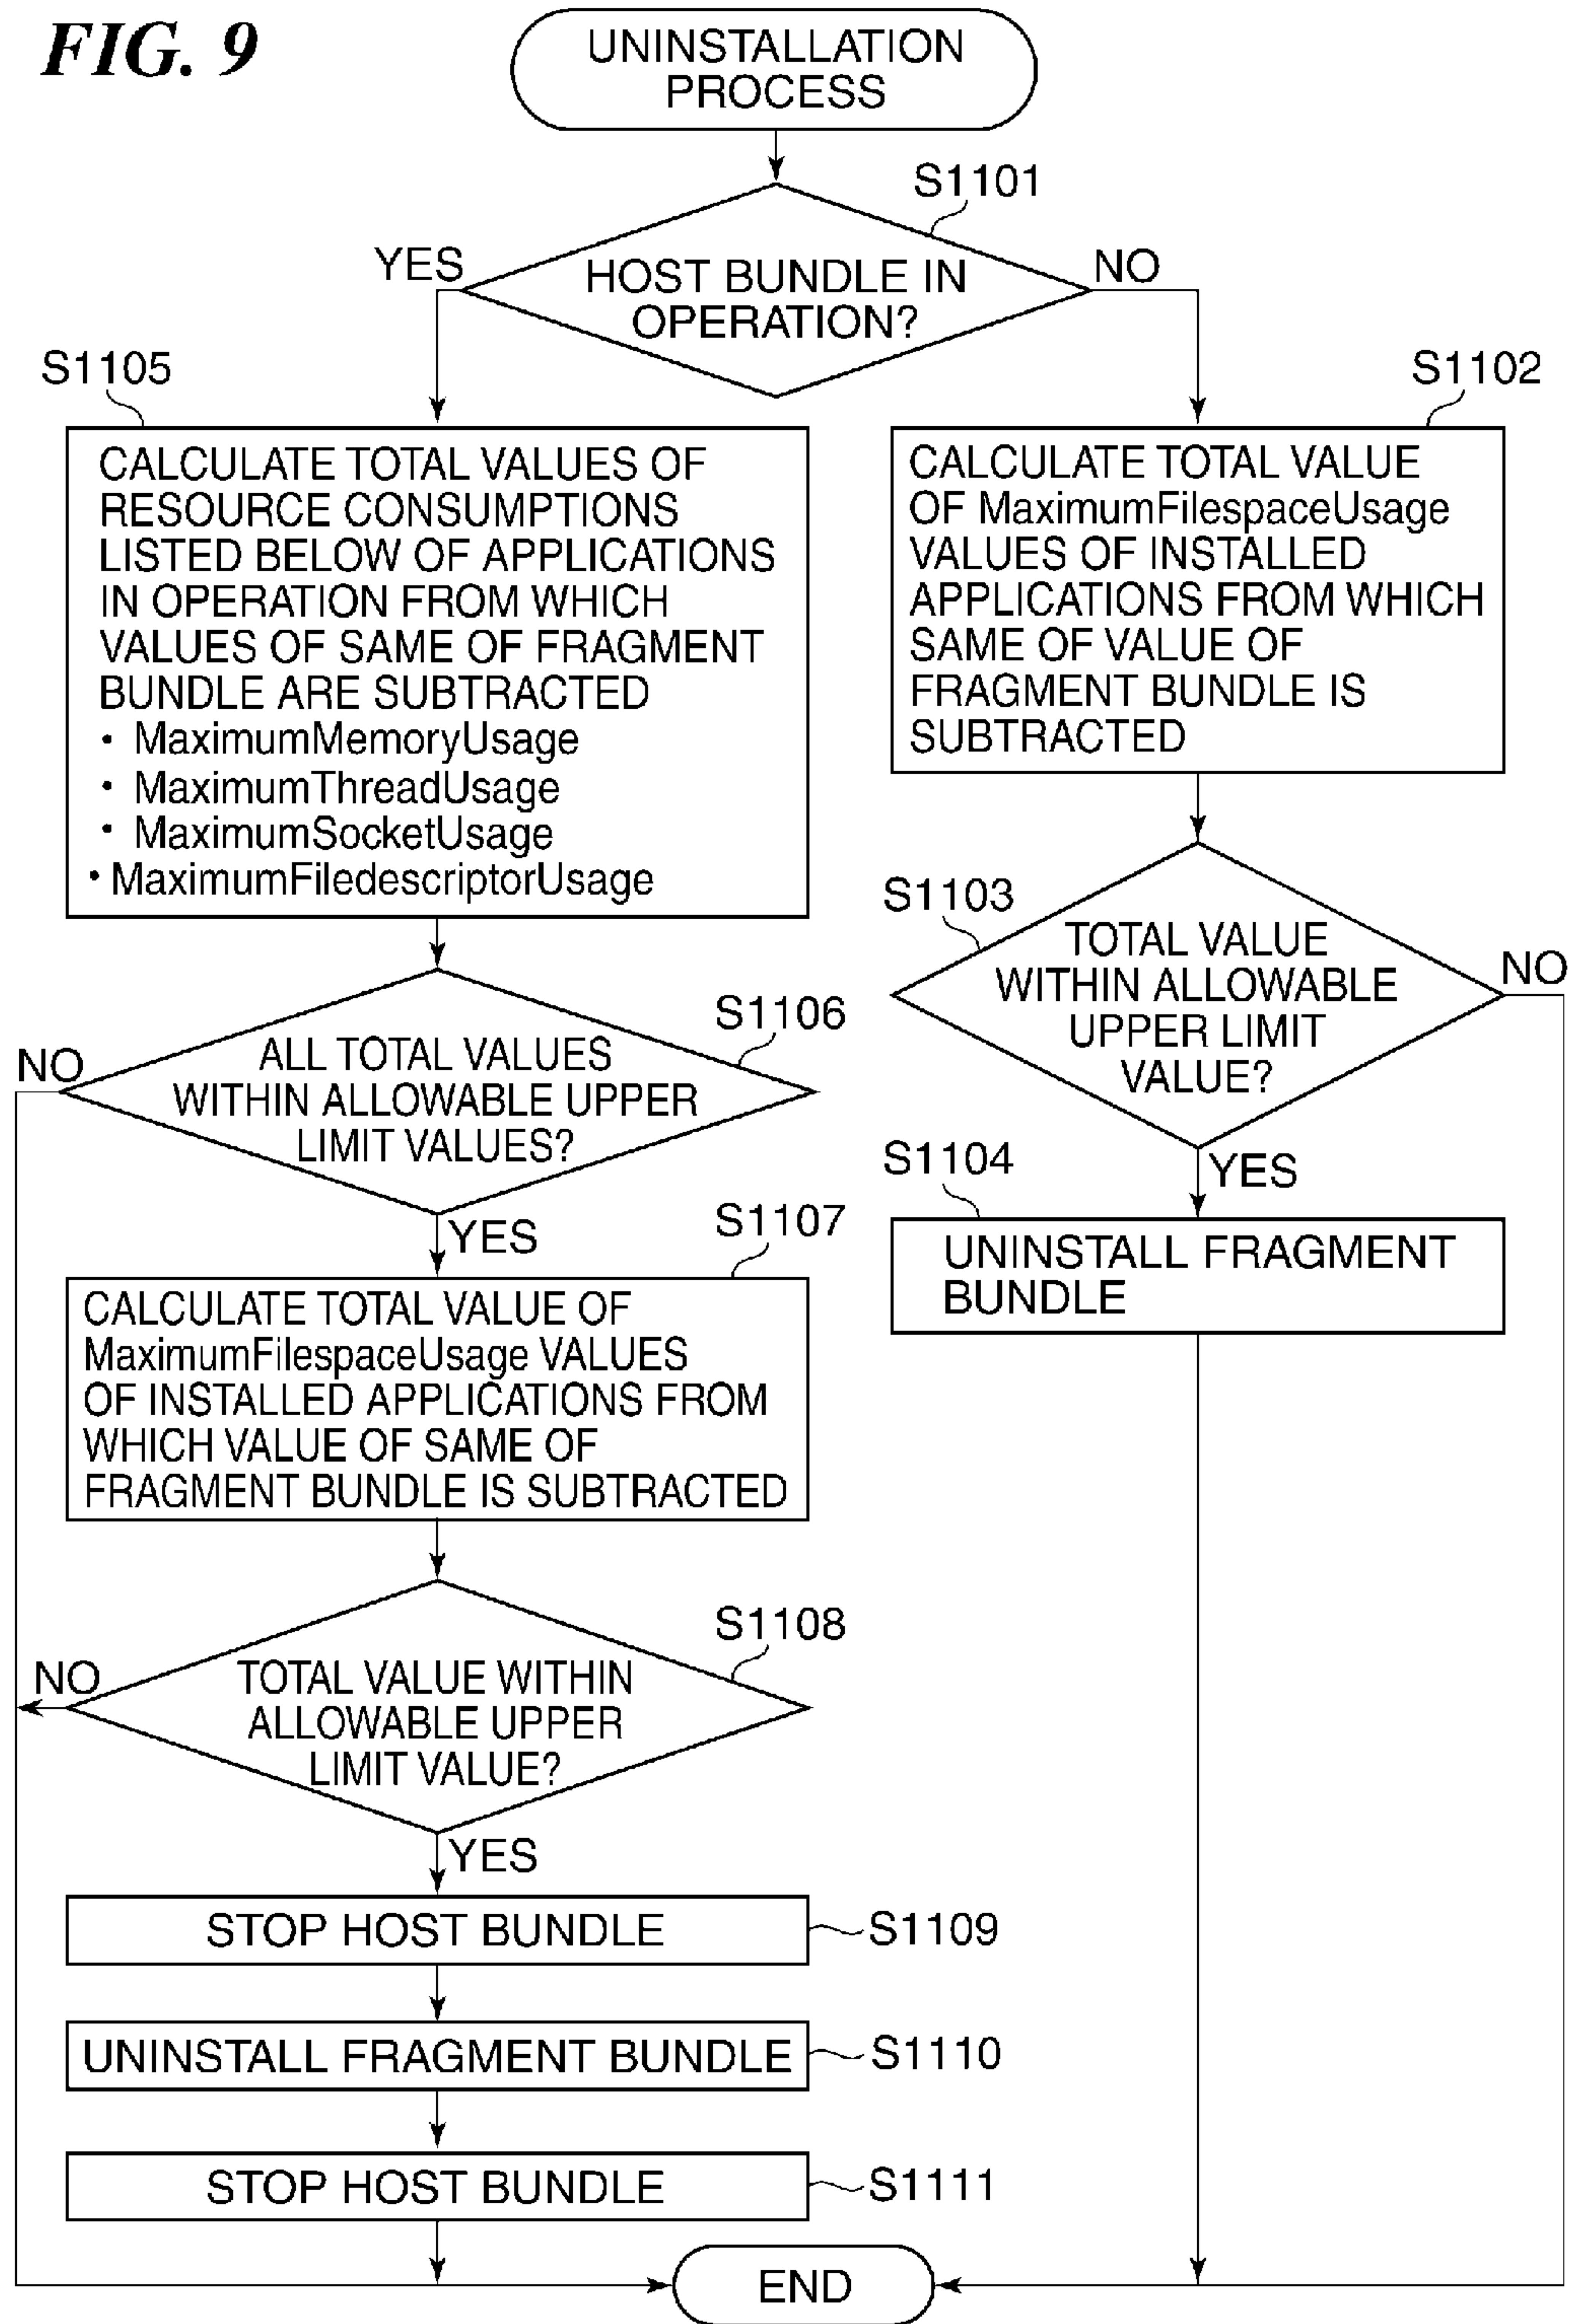 FIG. 9
UNINSTALLATION
PROCESS
S1101
YES
HOST BUNDLE IN
OPERATION?
NO
S1105
CALCULATE TOTAL VALUES OF
RESOURCE CONSUMPTIONS
LISTED BELOW OF APPLICATIONS
IN OPERATION FROM WHICH
VALUES OF SAME OF FRAGMENT
BUNDLE ARE SUBTRACTED
• MaximumMemoryUsage
• MaximumThreadUsage
• MaximumSocketUsage
• MaximumFiledescriptorUsage
S1102
CALCULATE TOTAL VALUE
OF MaximumFilespaceUsage
VALUES OF INSTALLED
APPLICATIONS FROM WHICH
SAME OF VALUE OF
FRAGMENT BUNDLE IS
SUBTRACTED
S1103
TOTAL VALUE
WITHIN ALLOWABLE
UPPER LIMIT
VALUE?
NO
YES
S1104
UNINSTALL FRAGMENT
BUNDLE
S1106
NO
ALL TOTAL VALUES
WITHIN ALLOWABLE UPPER
LIMIT VALUES?
YES
S1107
CALCULATE TOTAL VALUE OF
MaximumFilespaceUsage VALUES
OF INSTALLED APPLICATIONS FROM
WHICH VALUE OF SAME OF
FRAGMENT BUNDLE IS SUBTRACTED
S1108
NO
TOTAL VALUE WITHIN
ALLOWABLE UPPER
LIMIT VALUE?
YES
STOP HOST BUNDLE
S1109
UNINSTALL FRAGMENT BUNDLE
S1110
STOP HOST BUNDLE
S1111
END